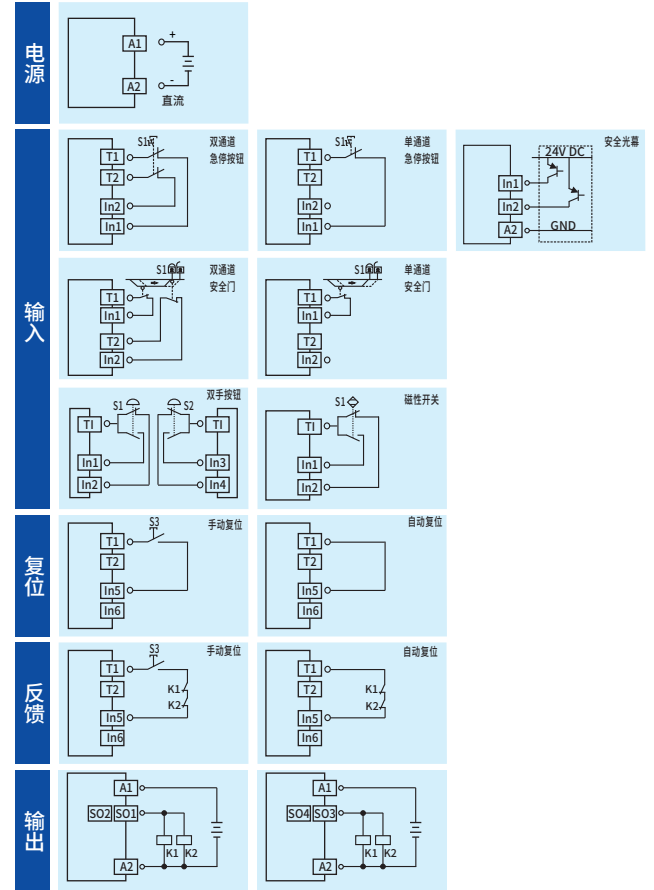 电源
A1
+
A2
-
直流
输入
S1
双通道
急停按钮
T1
T2
In2
In1
S1
单通道
急停按钮
T1
T2
In2
In1
安全光幕
24V DC
In1
In2
A2
GND
S1
双通道
安全门
T1
In1
T2
In2
S1
单通道
安全门
T1
In1
T2
In2
双手按钮
S1
S2
TI
TI
In1
In3
In2
In4
磁性开关
S1
TI
In1
In2
复位
S3
手动复位
T1
T2
In5
In6
自动复位
T1
T2
In5
In6
反馈
S3
手动复位
T1
T2
K1
K2
In5
In6
自动复位
T1
T2
K1
K2
In5
In6
输出
A1
SO2
SO1
K1
K2
A2
A1
SO4
SO3
K1
K2
A2